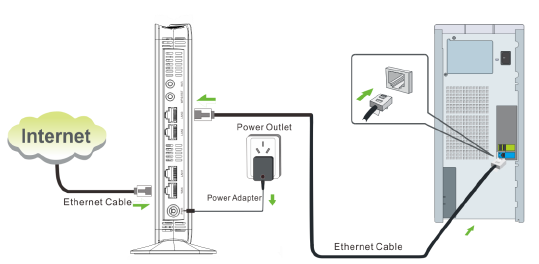 Internet
Ethernet Cable
Power Outlet
Power Adapter
Ethernet Cable